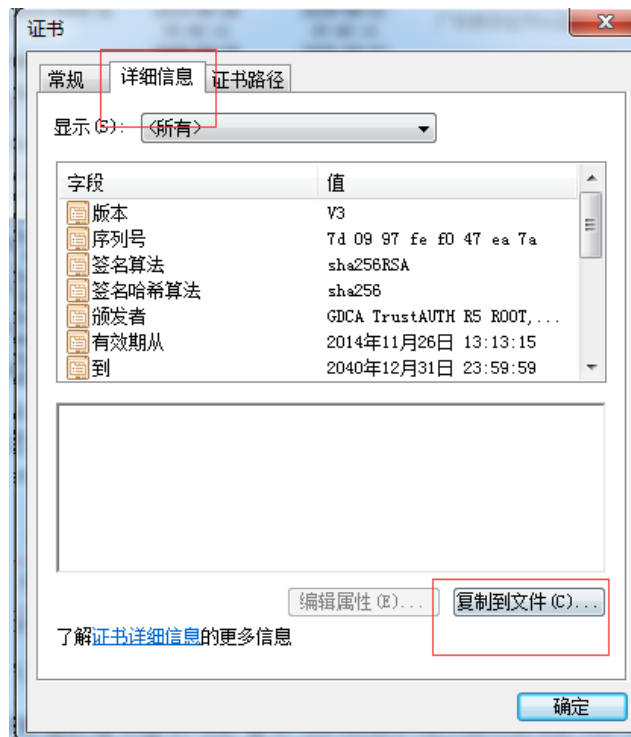 证书
常规 详细信息 证书路径
显示(S): <所有>
字段 值
版本 V3
序列号 7d 09 97 fe f0 47 ea 7a
签名算法 sha256RSA
签名哈希算法 sha256
颁发者 GDCA TrustAUTH R5 ROOT,...
有效期从 2014年11月26日 13:13:15
到 2040年12月31日 23:59:59
编辑属性(E)... 复制到文件(C)...
了解证书详细信息的更多信息
确定